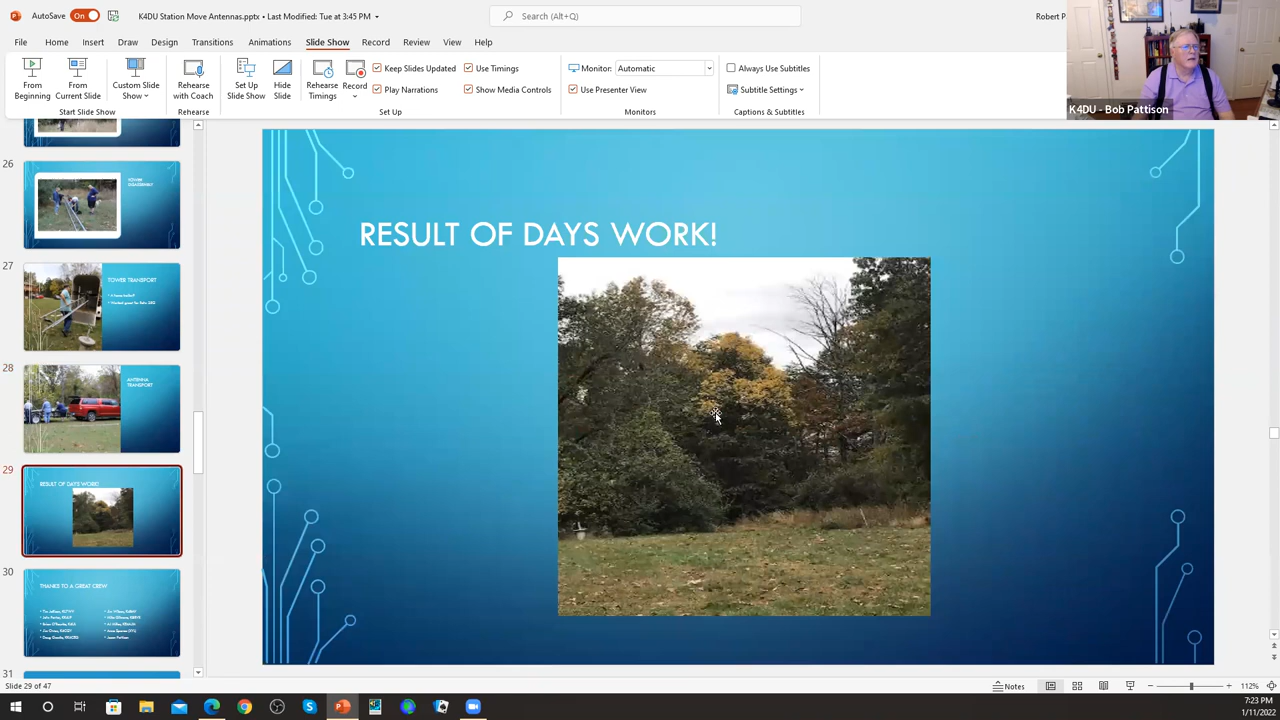 AutoSave On K4DU Station Move Antennas.pptx • Last Modified: Tue at 3:45 PM Search (Alt+Q) Robert P
File Home Insert Draw Design Transitions Animations Slide Show Record Review View Help
From Beginning
From Current Slide
Custom Slide Show
Start Slide Show
Rehearse with Coach
Rehearse
Set Up Slide Show
Hide Slide
Rehearse Timings
Record
Keep Slides Updated
Play Narrations
Use Timings
Show Media Controls
Set Up
Monitor: Automatic
Use Presenter View
Monitors
Always Use Subtitles
Subtitle Settings
Captions & Subtitles
K4DU - Bob Pattison
26
TOWER
DISASSEMBLY
27
TOWER TRANSPORT
28
ANTENNA
TRANSPORT
29
RESULT OF DAYS WORK!
30
THANKS TO A GREAT CREW
31
RESULT OF DAYS WORK!
Slide 29 of 47
Notes
112%
7:23 PM
1/11/2022